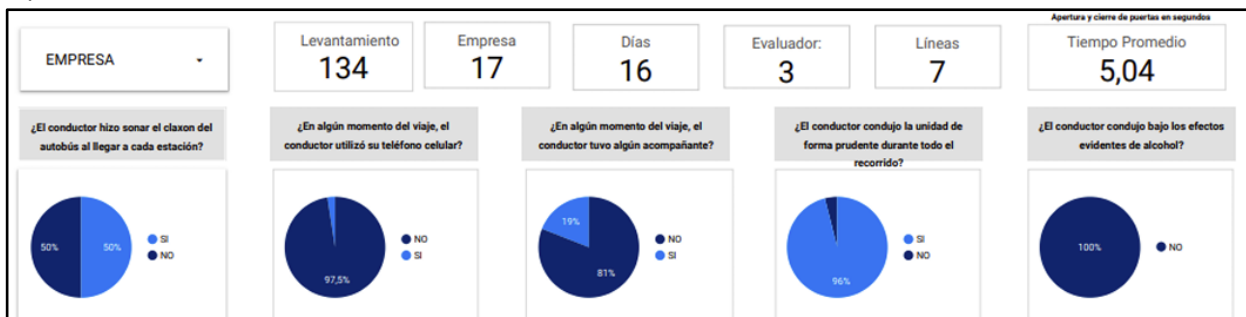 Apertura y cierre de puertas en segundos
EMPRESA
Levantamiento
134
Empresa
17
Días
16
Evaluador:
3
Líneas
7
Tiempo Promedio
5,04
¿El conductor hizo sonar el claxon del
autobús al llegar a cada estación?
¿En algún momento del viaje, el
conductor utilizó su teléfono celular?
¿En algún momento del viaje, el
conductor tuvo algún acompañante?
¿El conductor condujo la unidad de
forma prudente durante todo el
recorrido?
¿El conductor condujo bajo los efectos
evidentes de alcohol?
50%
50%
SI
NO
97,5%
NO
SI
19%
81%
NO
SI
96%
SI
NO
100%
NO